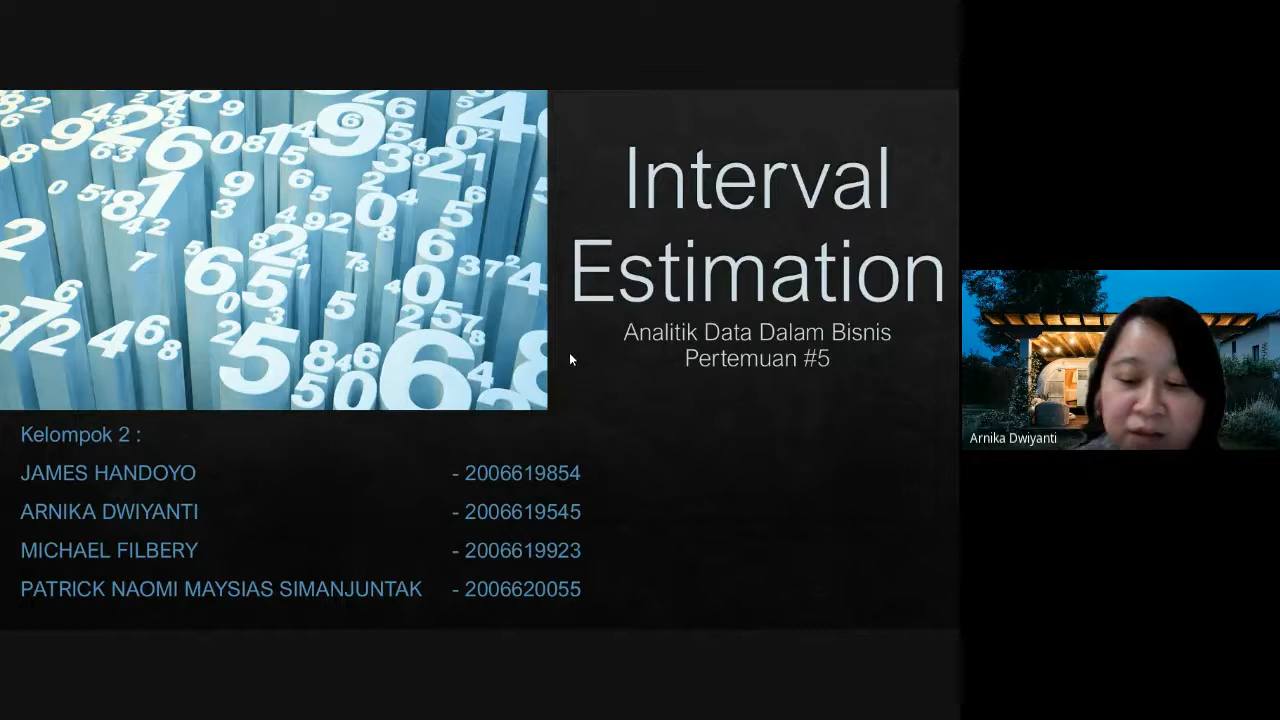 Interval
Estimation
Analitik Data Dalam Bisnis
Pertemuan #5
Kelompok 2 :
JAMES HANDOYO - 2006619854
ARNIKA DWIYANTI - 2006619545
MICHAEL FILBERY - 2006619923
PATRICK NAOMI MAYSIAS SIMANJUNTAK - 2006620055
Arnika Dwiyanti